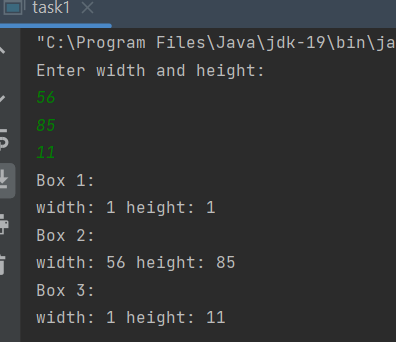 task1
"C:\Program Files\Java\jdk-19\bin\ja
Enter width and height:
56
85
11
Box 1:
width: 1 height: 1
Box 2:
width: 56 height: 85
Box 3:
width: 1 height: 11